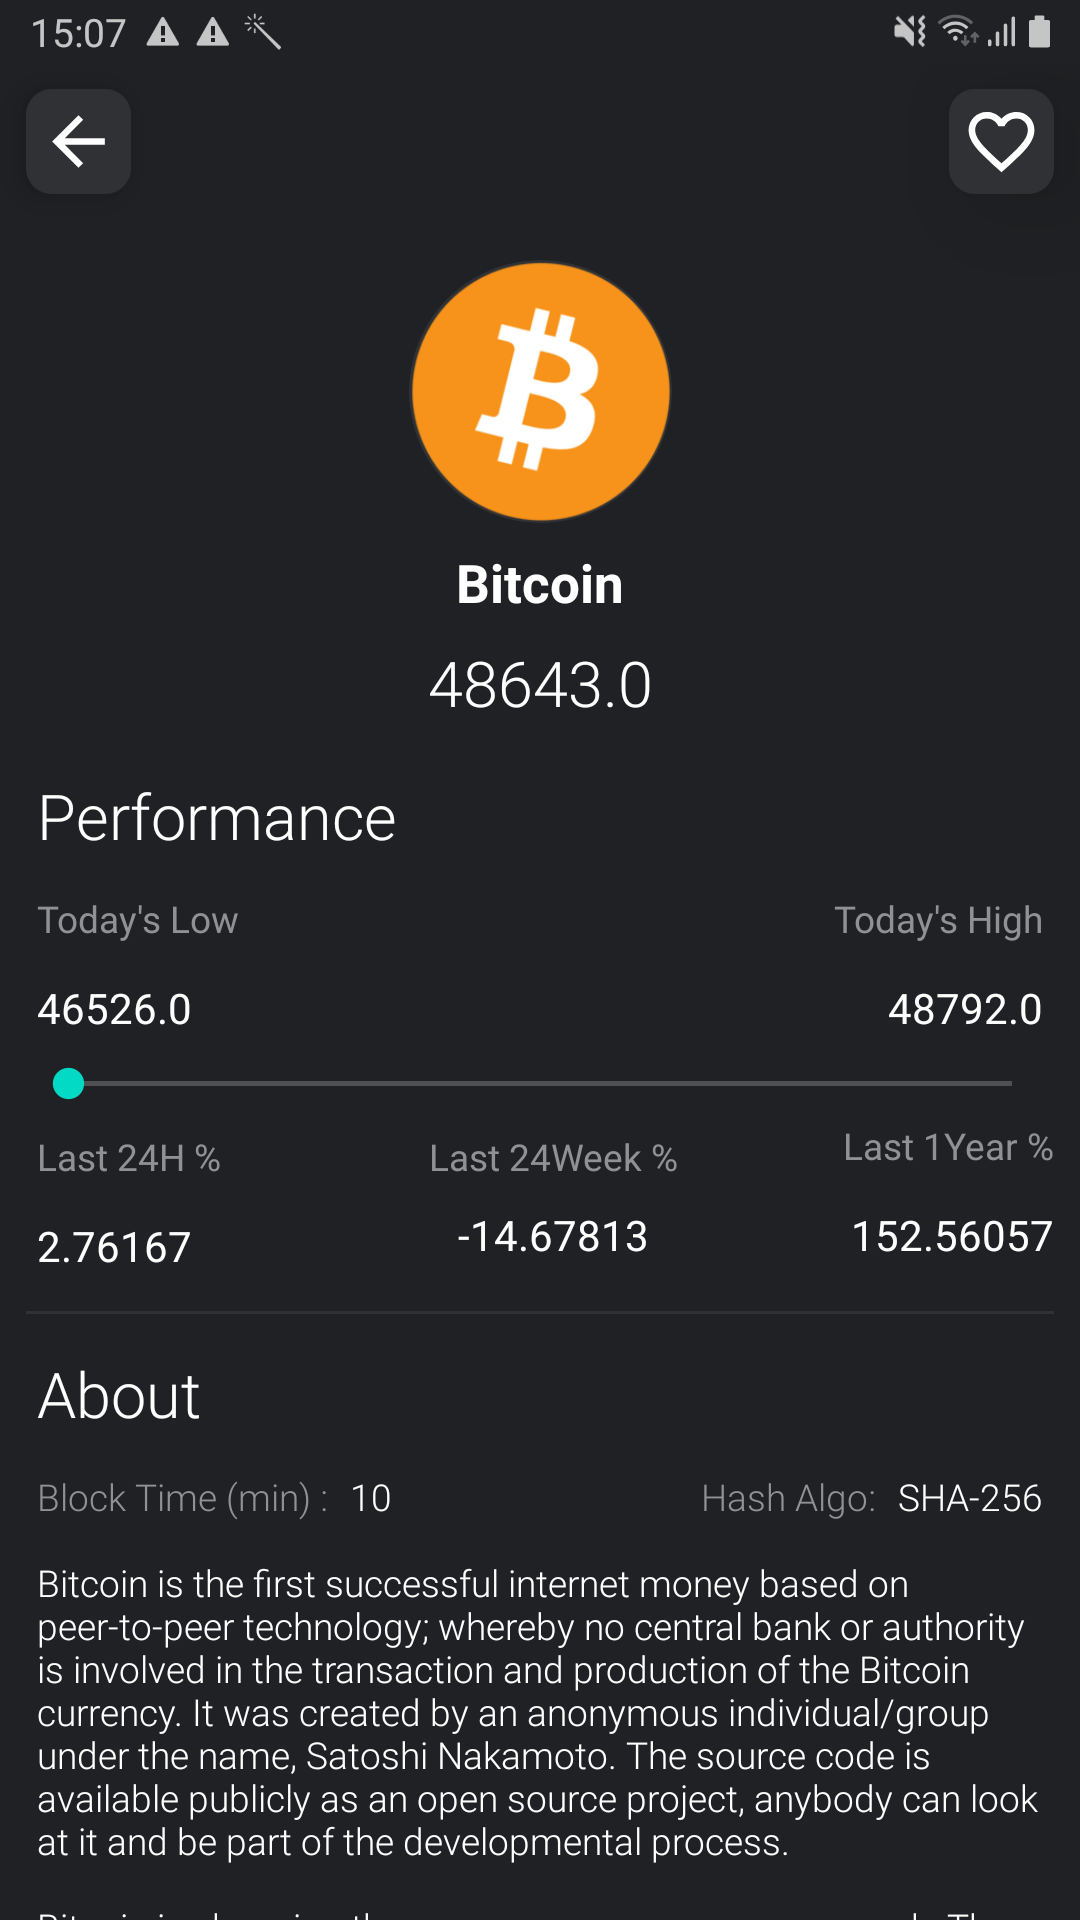 15:07
Bitcoin
48643.0
Performance
Today's Low Today's High
46526.0 48792.0
Last 24H % Last 24Week % Last 1Year %
2.76167 -14.67813 152.56057
About
Block Time (min) : 10 Hash Algo: SHA-256
Bitcoin is the first successful internet money based on
peer-to-peer technology; whereby no central bank or authority
is involved in the transaction and production of the Bitcoin
currency. It was created by an anonymous individual/group
under the name, Satoshi Nakamoto. The source code is
available publicly as an open source project, anybody can look
at it and be part of the developmental process.